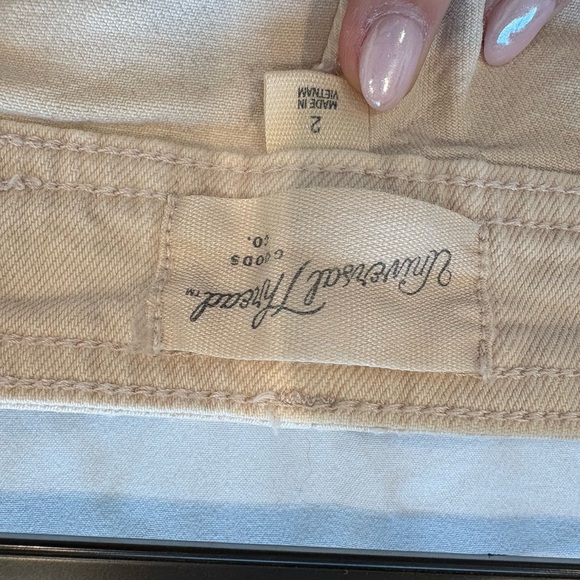 Universal Thread™
GOODS
CO.
2
MADE IN
VIETNAM